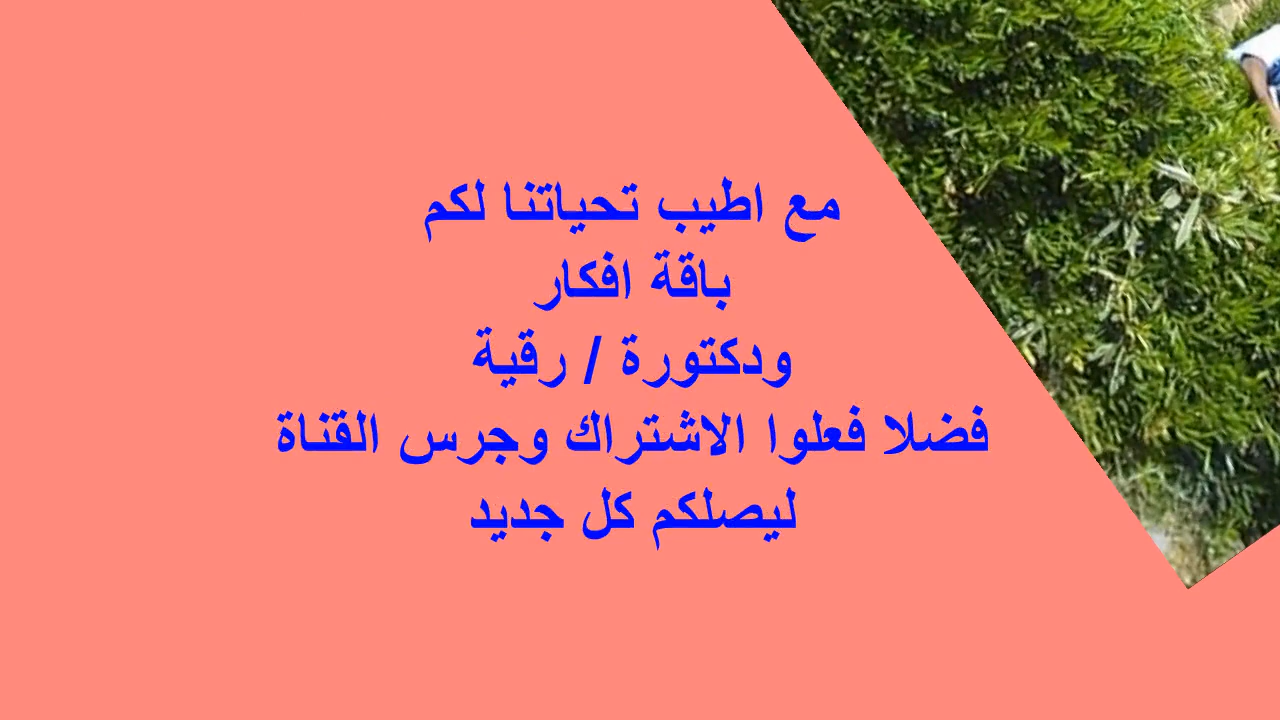 مع اطيب تحياتنا لكم
باقة افكار
ودكتورة / رقية
فضلا فعلوا الاشتراك وجرس القناة
ليصلكم كل جديد